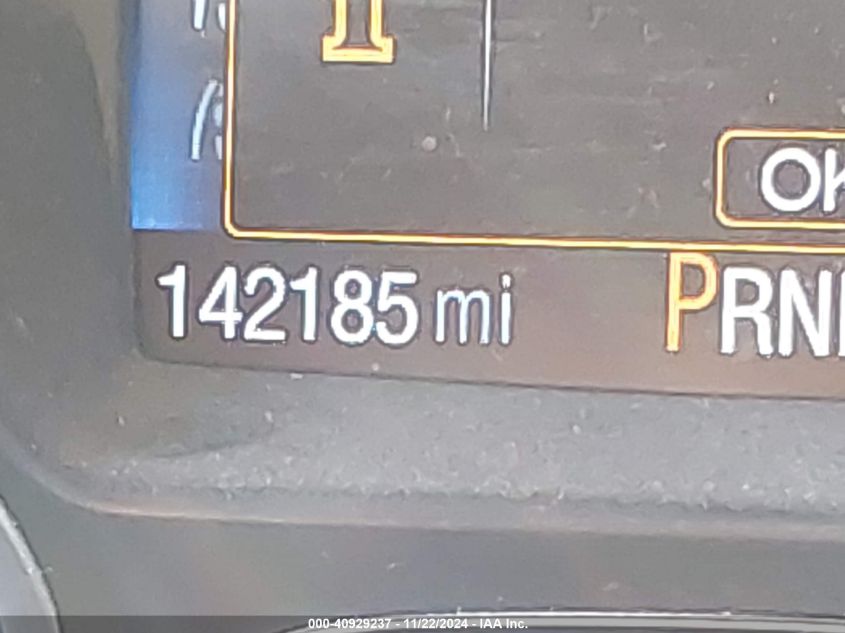 OK
142185 mi PRN
000-40929237 - 11/22/2024 - IAA Inc.